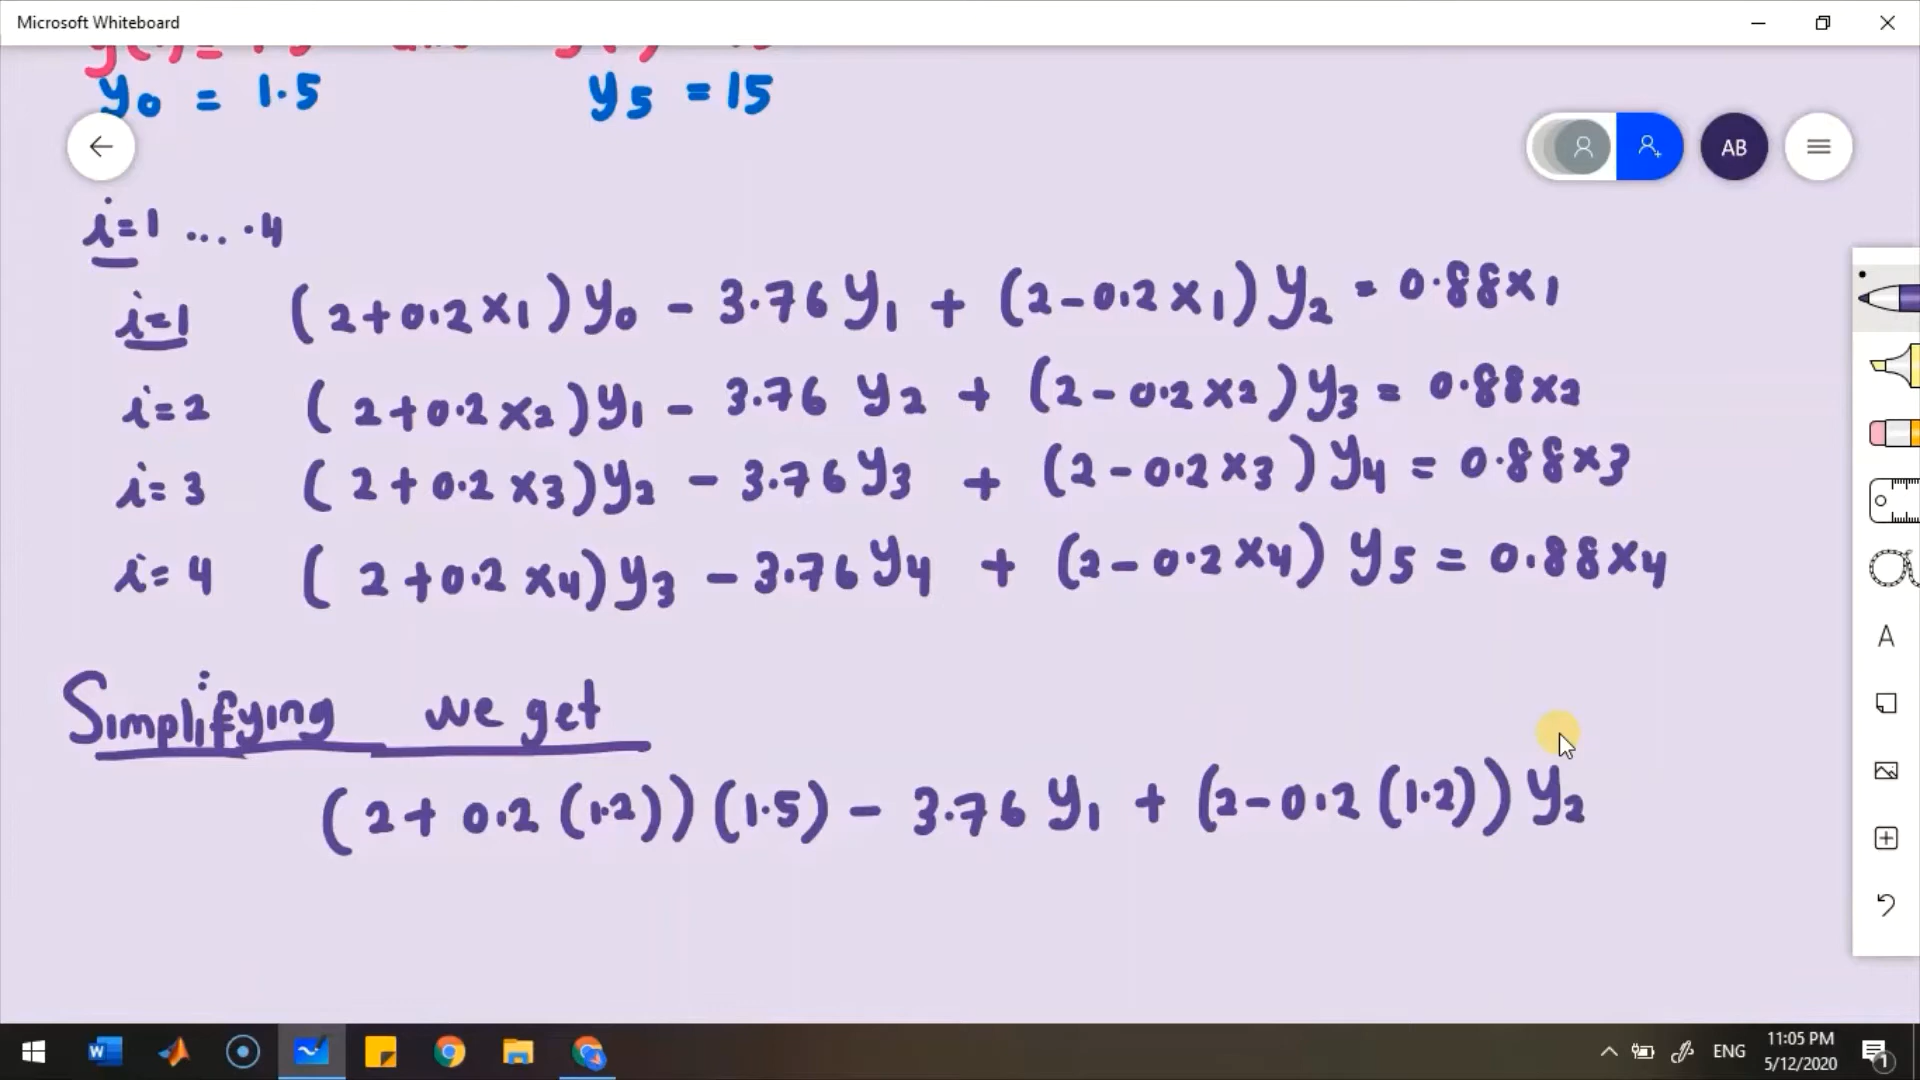 Microsoft Whiteboard
y0 = 1.5 y5 = 15
AB
i=1 ....4
i=1 (2+0.2x1)y0 - 3.76y1 + (2-0.2x1)y2 = 0.88x1
i=2 (2+0.2x2)y1 - 3.76y2 + (2-0.2x2)y3 = 0.88x2
i=3 (2+0.2x3)y2 - 3.76y3 + (2-0.2x3)y4 = 0.88x3
i=4 (2+0.2x4)y3 - 3.76y4 + (2-0.2x4)y5 = 0.88x4
A
Simplifying we get
(2+0.2(1.2))(1.5) - 3.76y1 + (2-0.2(1.2))y2
ENG
11:05 PM
5/12/2020
1